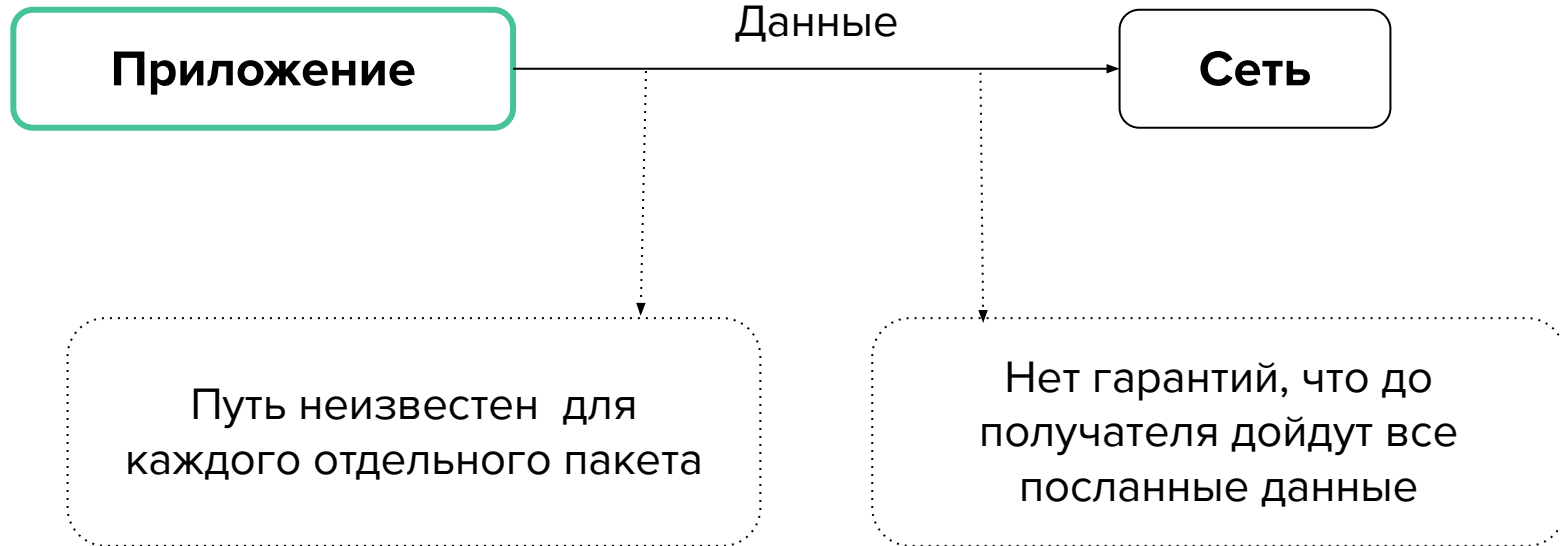 Данные
Приложение
Сеть
Путь неизвестен для
каждого отдельного пакета
Нет гарантий, что до
получателя дойдут все
посланные данные